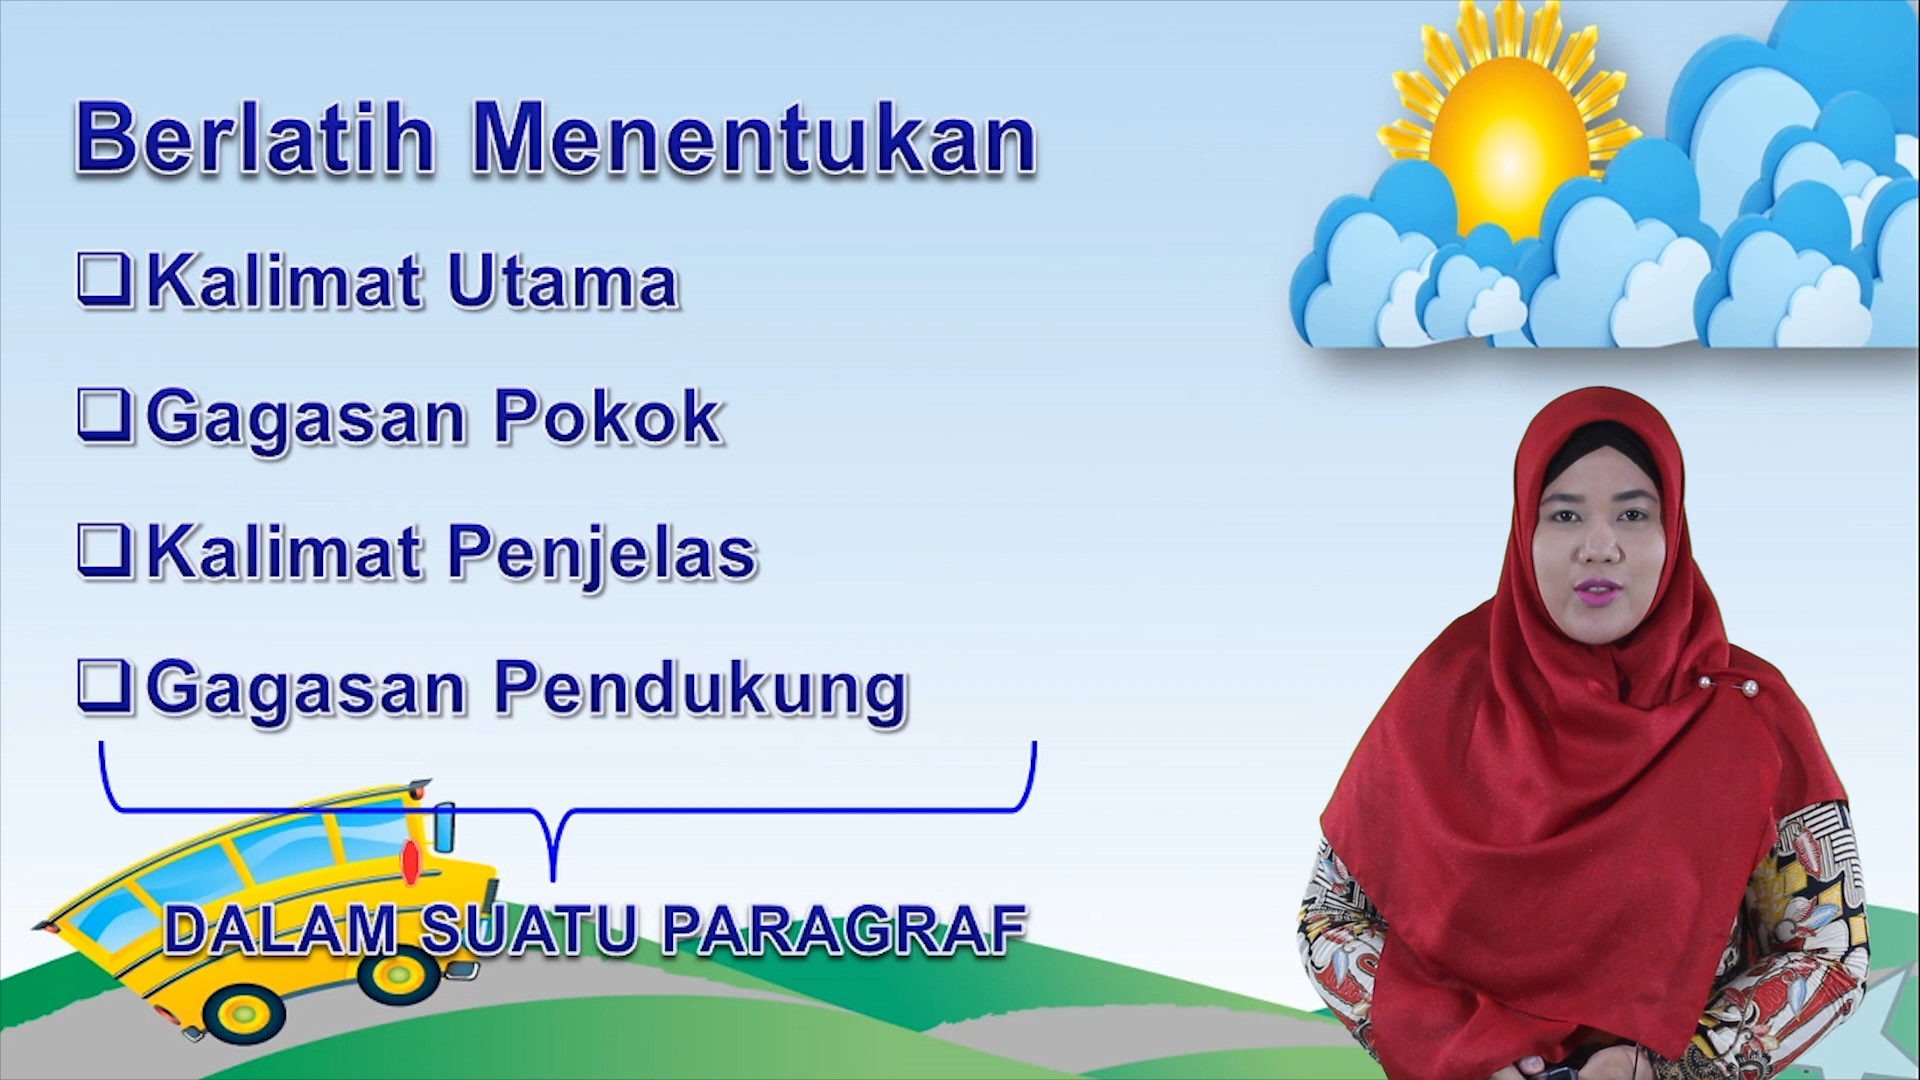 Berlatih Menentukan
Kalimat Utama
Gagasan Pokok
Kalimat Penjelas
Gagasan Pendukung
DALAM SUATU PARAGRAF